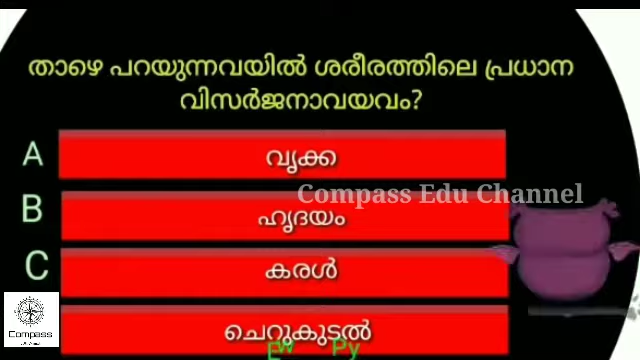 താഴെ പറയുന്നവയിൽ ശരീരത്തിലെ പ്രധാന
വിസർജനാവയവം?
A വൃക്ക
Compass Edu Channel
B ഹൃദയം
C കരൾ
ചെറുകുടൽ
Compass